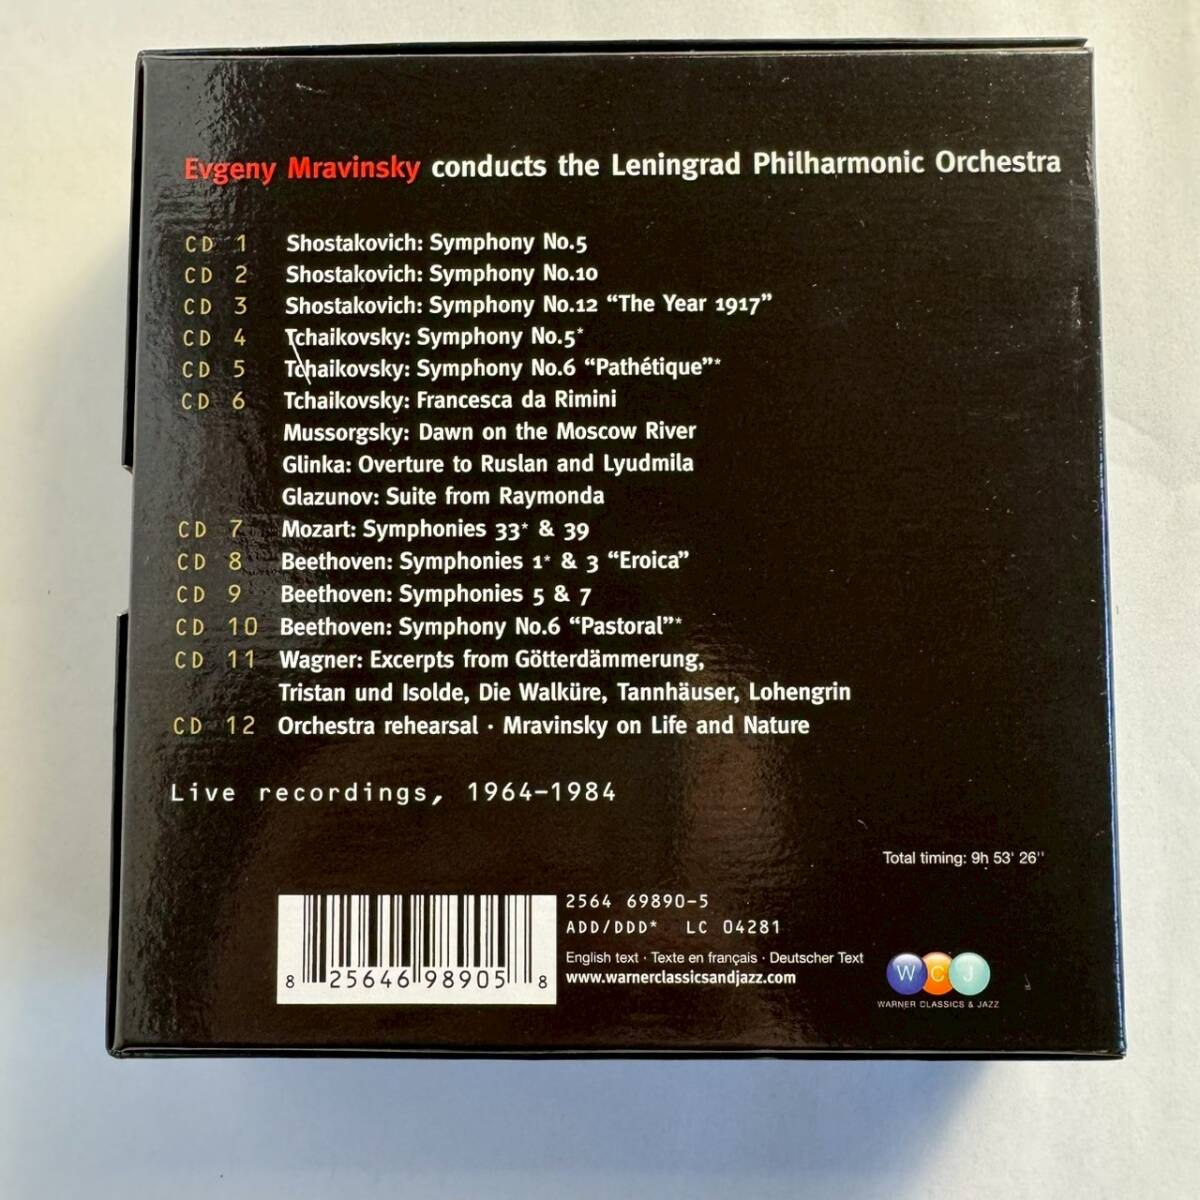 Evgeny Mravinsky conducts the Leningrad Philharmonic Orchestra
CD 1 Shostakovich: Symphony No.5
CD 2 Shostakovich: Symphony No.10
CD 3 Shostakovich: Symphony No.12 “The Year 1917”
CD 4 Tchaikovsky: Symphony No.5*
CD 5 Tchaikovsky: Symphony No.6 “Pathétique”*
CD 6 Tchaikovsky: Francesca da Rimini
Mussorgsky: Dawn on the Moscow River
Glinka: Overture to Ruslan and Lyudmila
Glazunov: Suite from Raymonda
CD 7 Mozart: Symphonies 33* & 39
CD 8 Beethoven: Symphonies 1* & 3 “Eroica”
CD 9 Beethoven: Symphonies 5 & 7
CD 10 Beethoven: Symphony No.6 “Pastoral”*
CD 11 Wagner: Excerpts from Götterdämmerung,
Tristan und Isolde, Die Walküre, Tannhäuser, Lohengrin
CD 12 Orchestra rehearsal · Mravinsky on Life and Nature
Live recordings, 1964-1984
Total timing: 9h 53' 26''
2564 69890-5
ADD/DDD* LC 04281
English text · Texte en français · Deutscher Text
www.warnerclassicsandjazz.com
8 25646 98905 8
W C J
WARNER CLASSICS & JAZZ